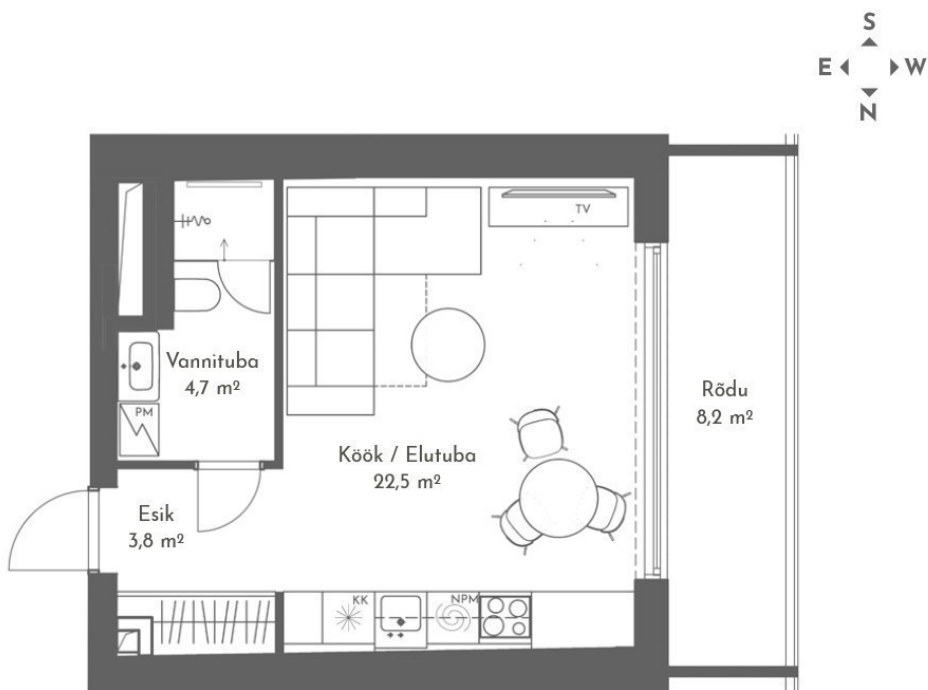 S
E W
N
TV
Vannituba
4,7 m²
PM
Rõdu
8,2 m²
Köök / Elutuba
22,5 m²
Esik
3,8 m²
KK
NPM